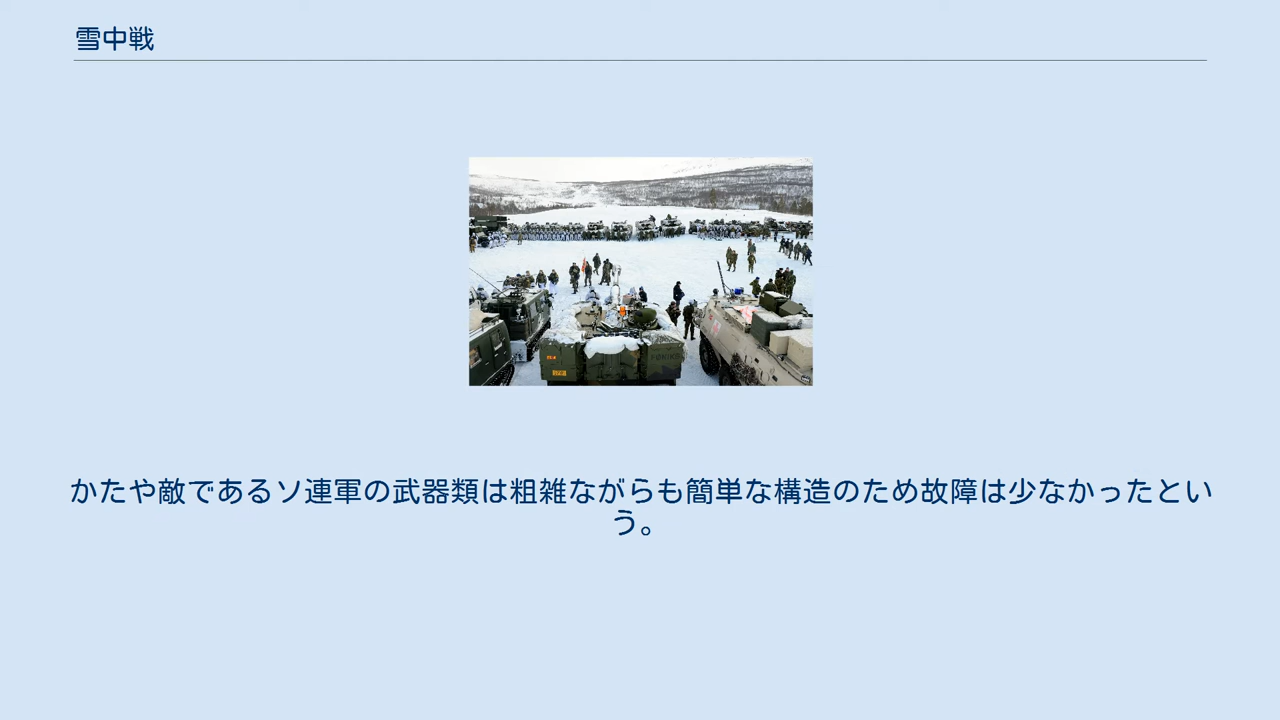 雪中戦
かたや敵であるソ連軍の武器類は粗雑ながらも簡単な構造のため故障は少なかったとい
う。